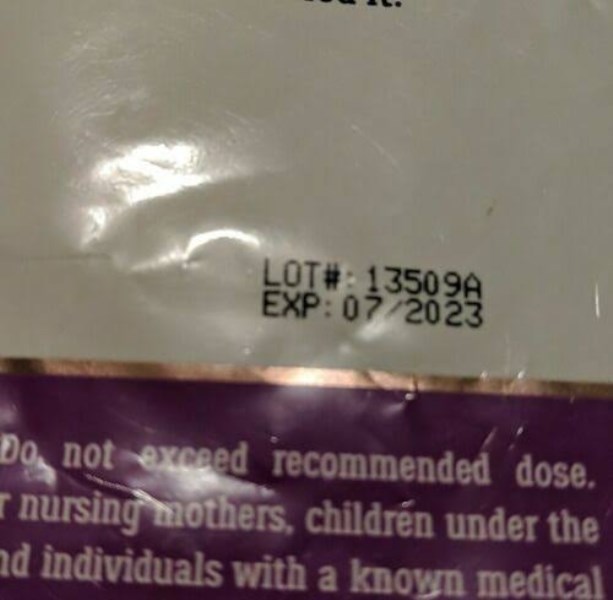 it.
LOT#: 13509A
EXP: 07/2023
Do not exceed recommended dose.
nursing mothers, children under the
individuals with a known medical